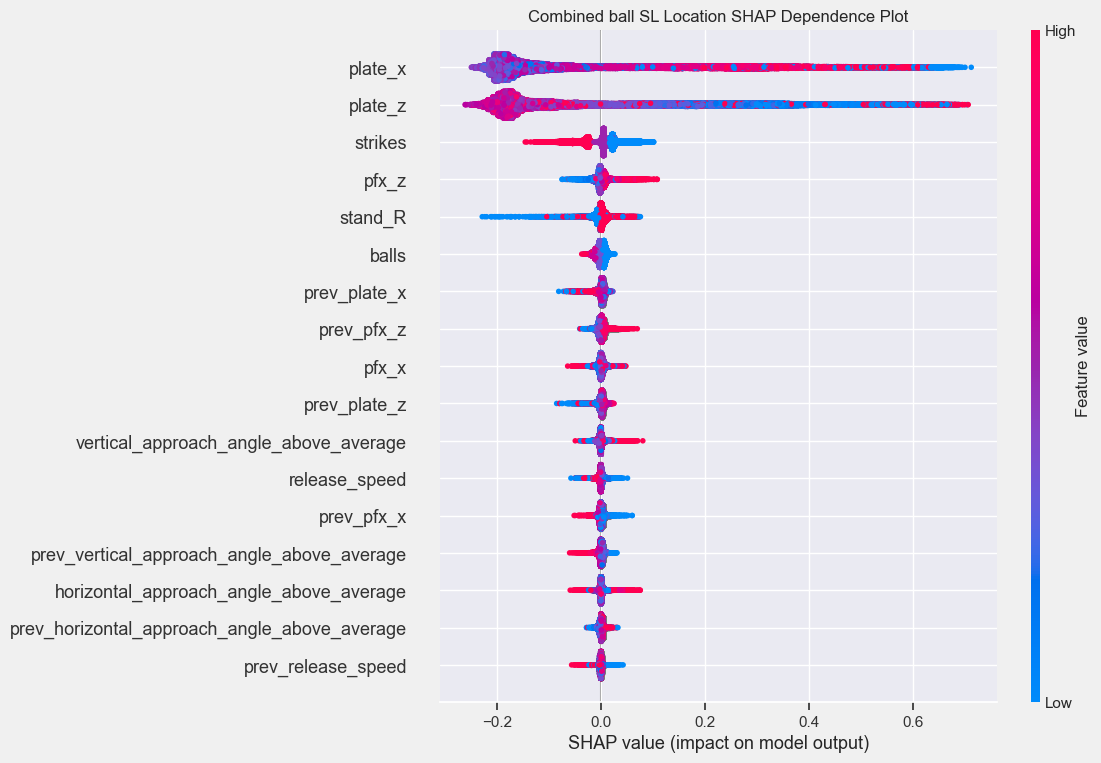 Combined ball SL Location SHAP Dependence Plot
High
plate_x
plate_z
strikes
pfx_z
stand_R
balls
prev_plate_x
prev_pfx_z
pfx_x
prev_plate_z
vertical_approach_angle_above_average
release_speed
prev_pfx_x
prev_vertical_approach_angle_above_average
horizontal_approach_angle_above_average
prev_horizontal_approach_angle_above_average
prev_release_speed
Feature value
Low
−0.2 0.0 0.2 0.4 0.6
SHAP value (impact on model output)